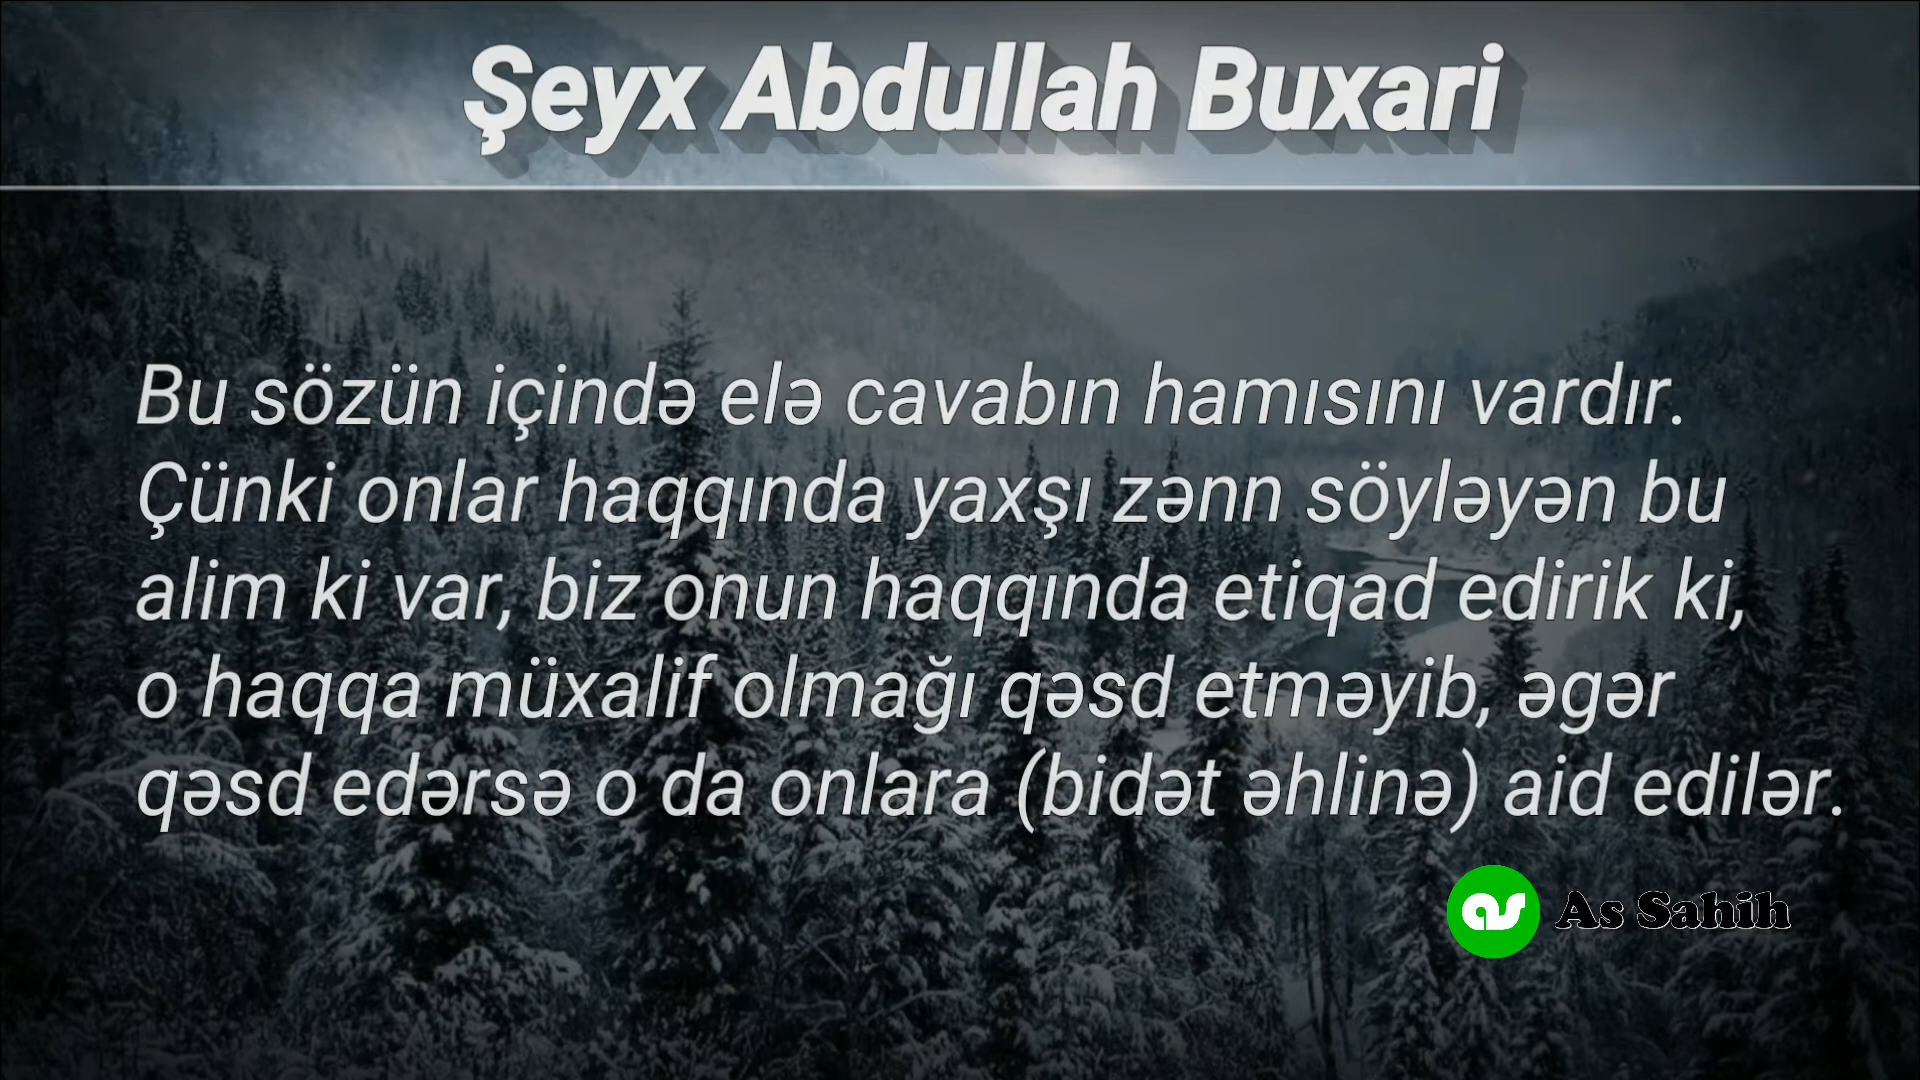 Şeyx Abdullah Buxari
Bu sözün içində elə cavabın hamısını vardır.
Çünki onlar haqqında yaxşı zənn söyləyən bu
alim ki var, biz onun haqqında etiqad edirik ki,
o haqqa müxalif olmağı qəsd etməyib, əgər
qəsd edərsə o da onlara (bidət əhlinə) aid edilər.
as As Sahih